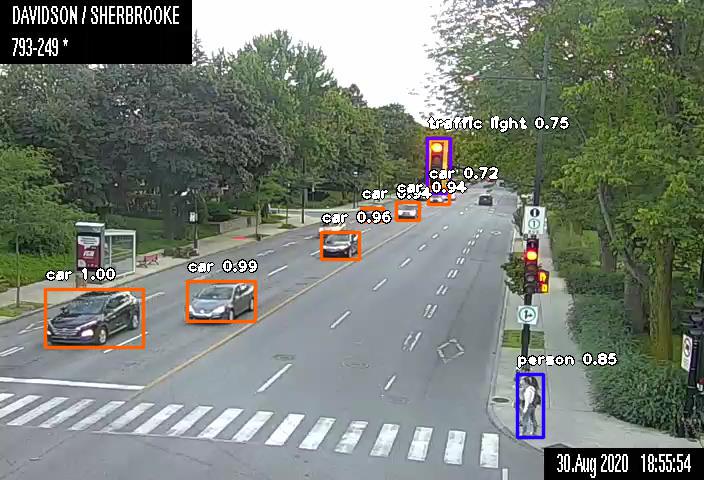 DAVIDSON / SHERBROOKE
793-249 *
traffic light 0.75
car 0.72
car 0.94
car 0.96
car 0.99
car 1.00
person 0.85
30.Aug 2020 18:55:54